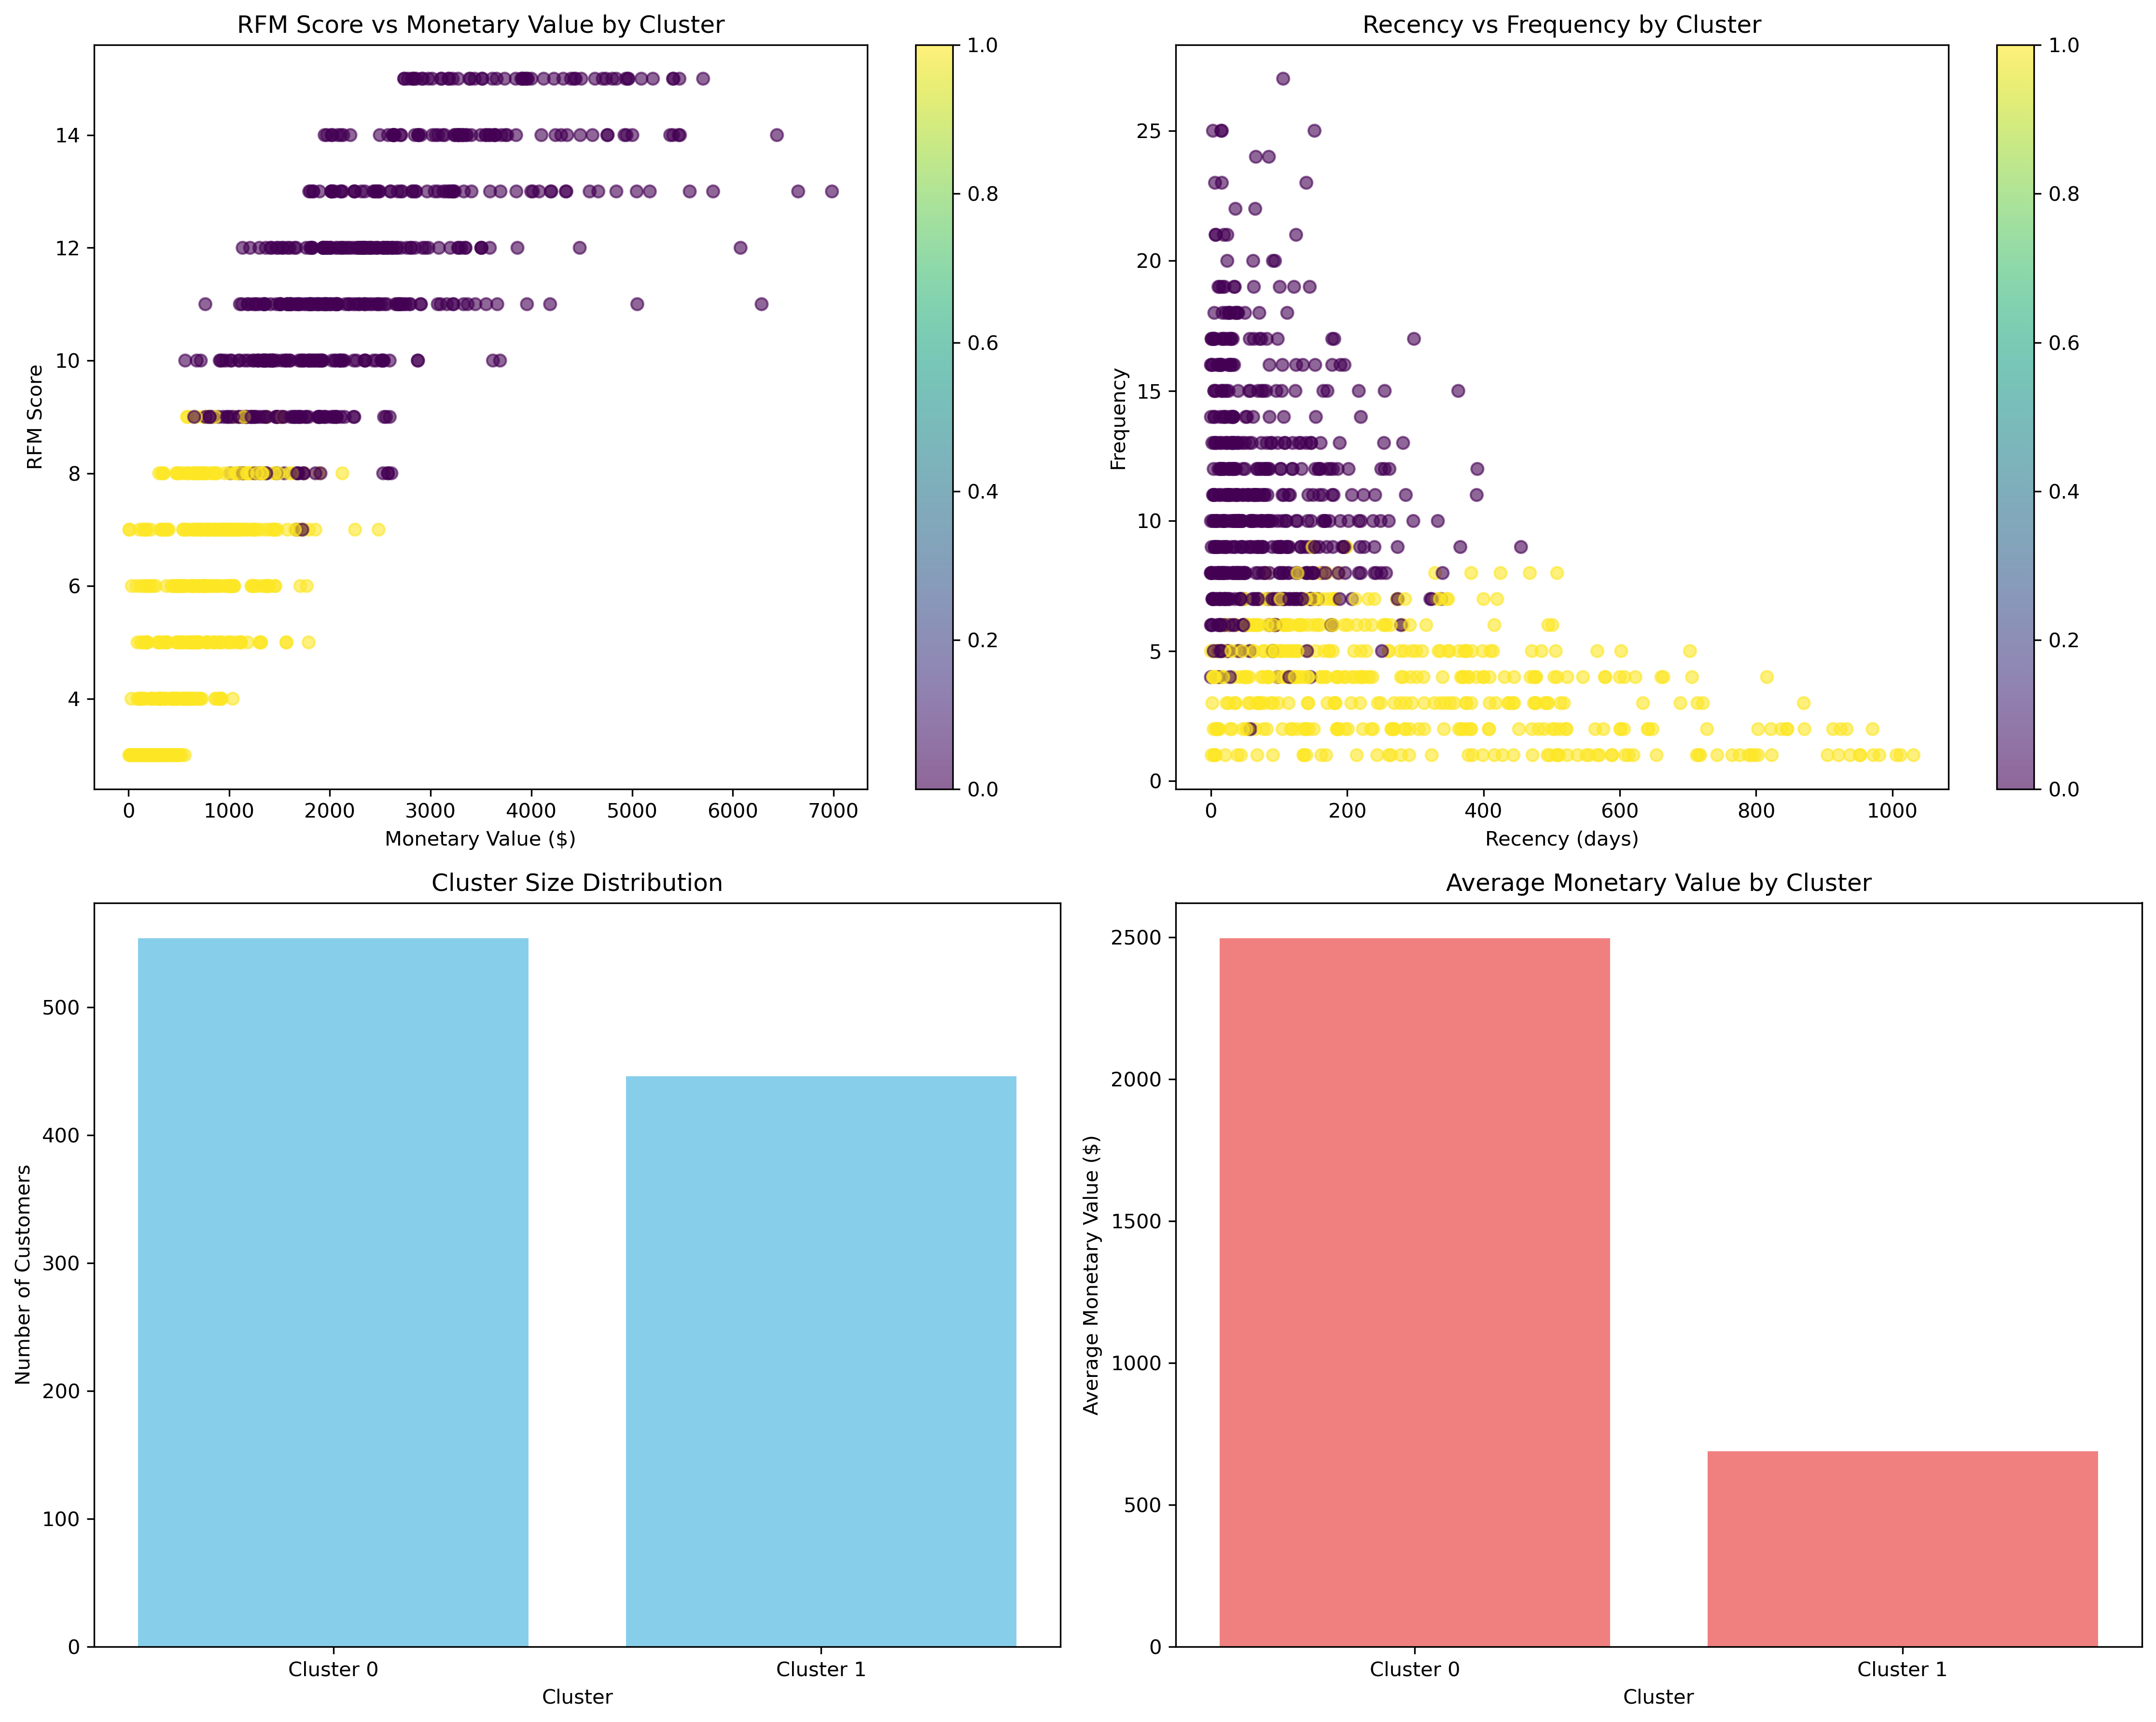 RFM Score vs Monetary Value by Cluster
RFM Score
14
12
10
8
6
4
0 1000 2000 3000 4000 5000 6000 7000
Monetary Value ($)
1.0
0.8
0.6
0.4
0.2
0.0
Recency vs Frequency by Cluster
Frequency
25
20
15
10
5
0
0 200 400 600 800 1000
Recency (days)
1.0
0.8
0.6
0.4
0.2
0.0
Cluster Size Distribution
Number of Customers
500
400
300
200
100
0
Cluster 0 Cluster 1
Cluster
Average Monetary Value by Cluster
Average Monetary Value ($)
2500
2000
1500
1000
500
0
Cluster 0 Cluster 1
Cluster